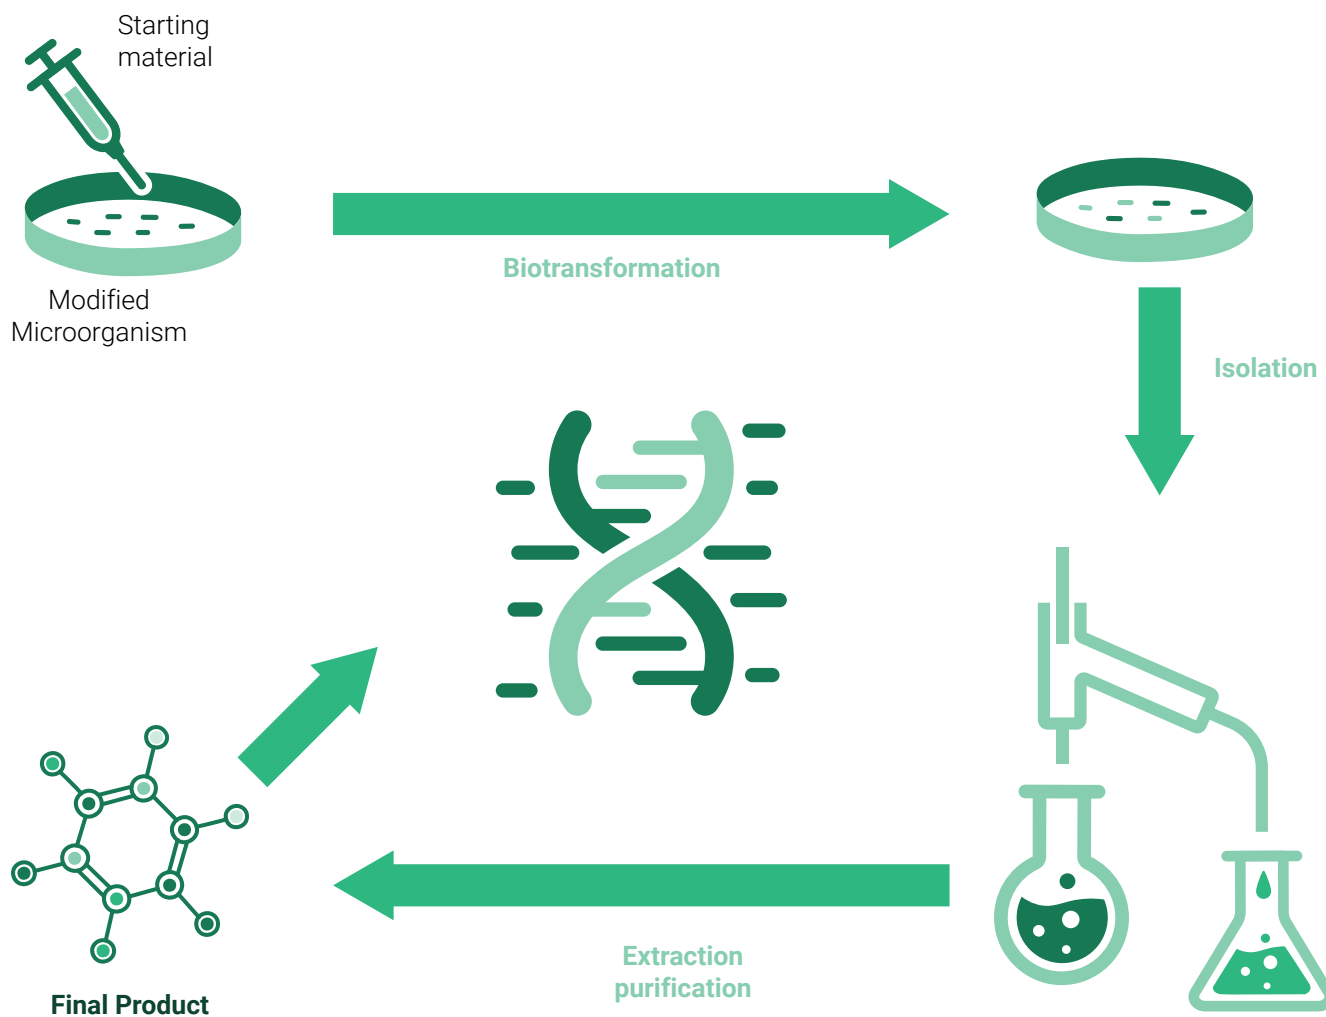 Starting
material
Modified
Microorganism
Biotransformation
Isolation
Extraction
purification
Final Product